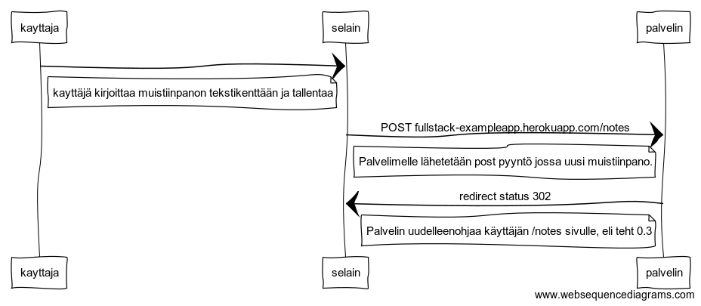 kayttaja
selain
palvelin
kayttäjä kirjoittaa muistiinpanon tekstikenttään ja tallentaa
POST fullstack-exampleapp.herokuapp.com/notes
Palvelimelle lähetetään post pyyntö jossa uusi muistiinpano.
redirect status 302
Palvelin uudelleenohjaa käyttäjän /notes sivulle, eli teht 0.3
kayttaja
selain
palvelin
www.websequencediagrams.com